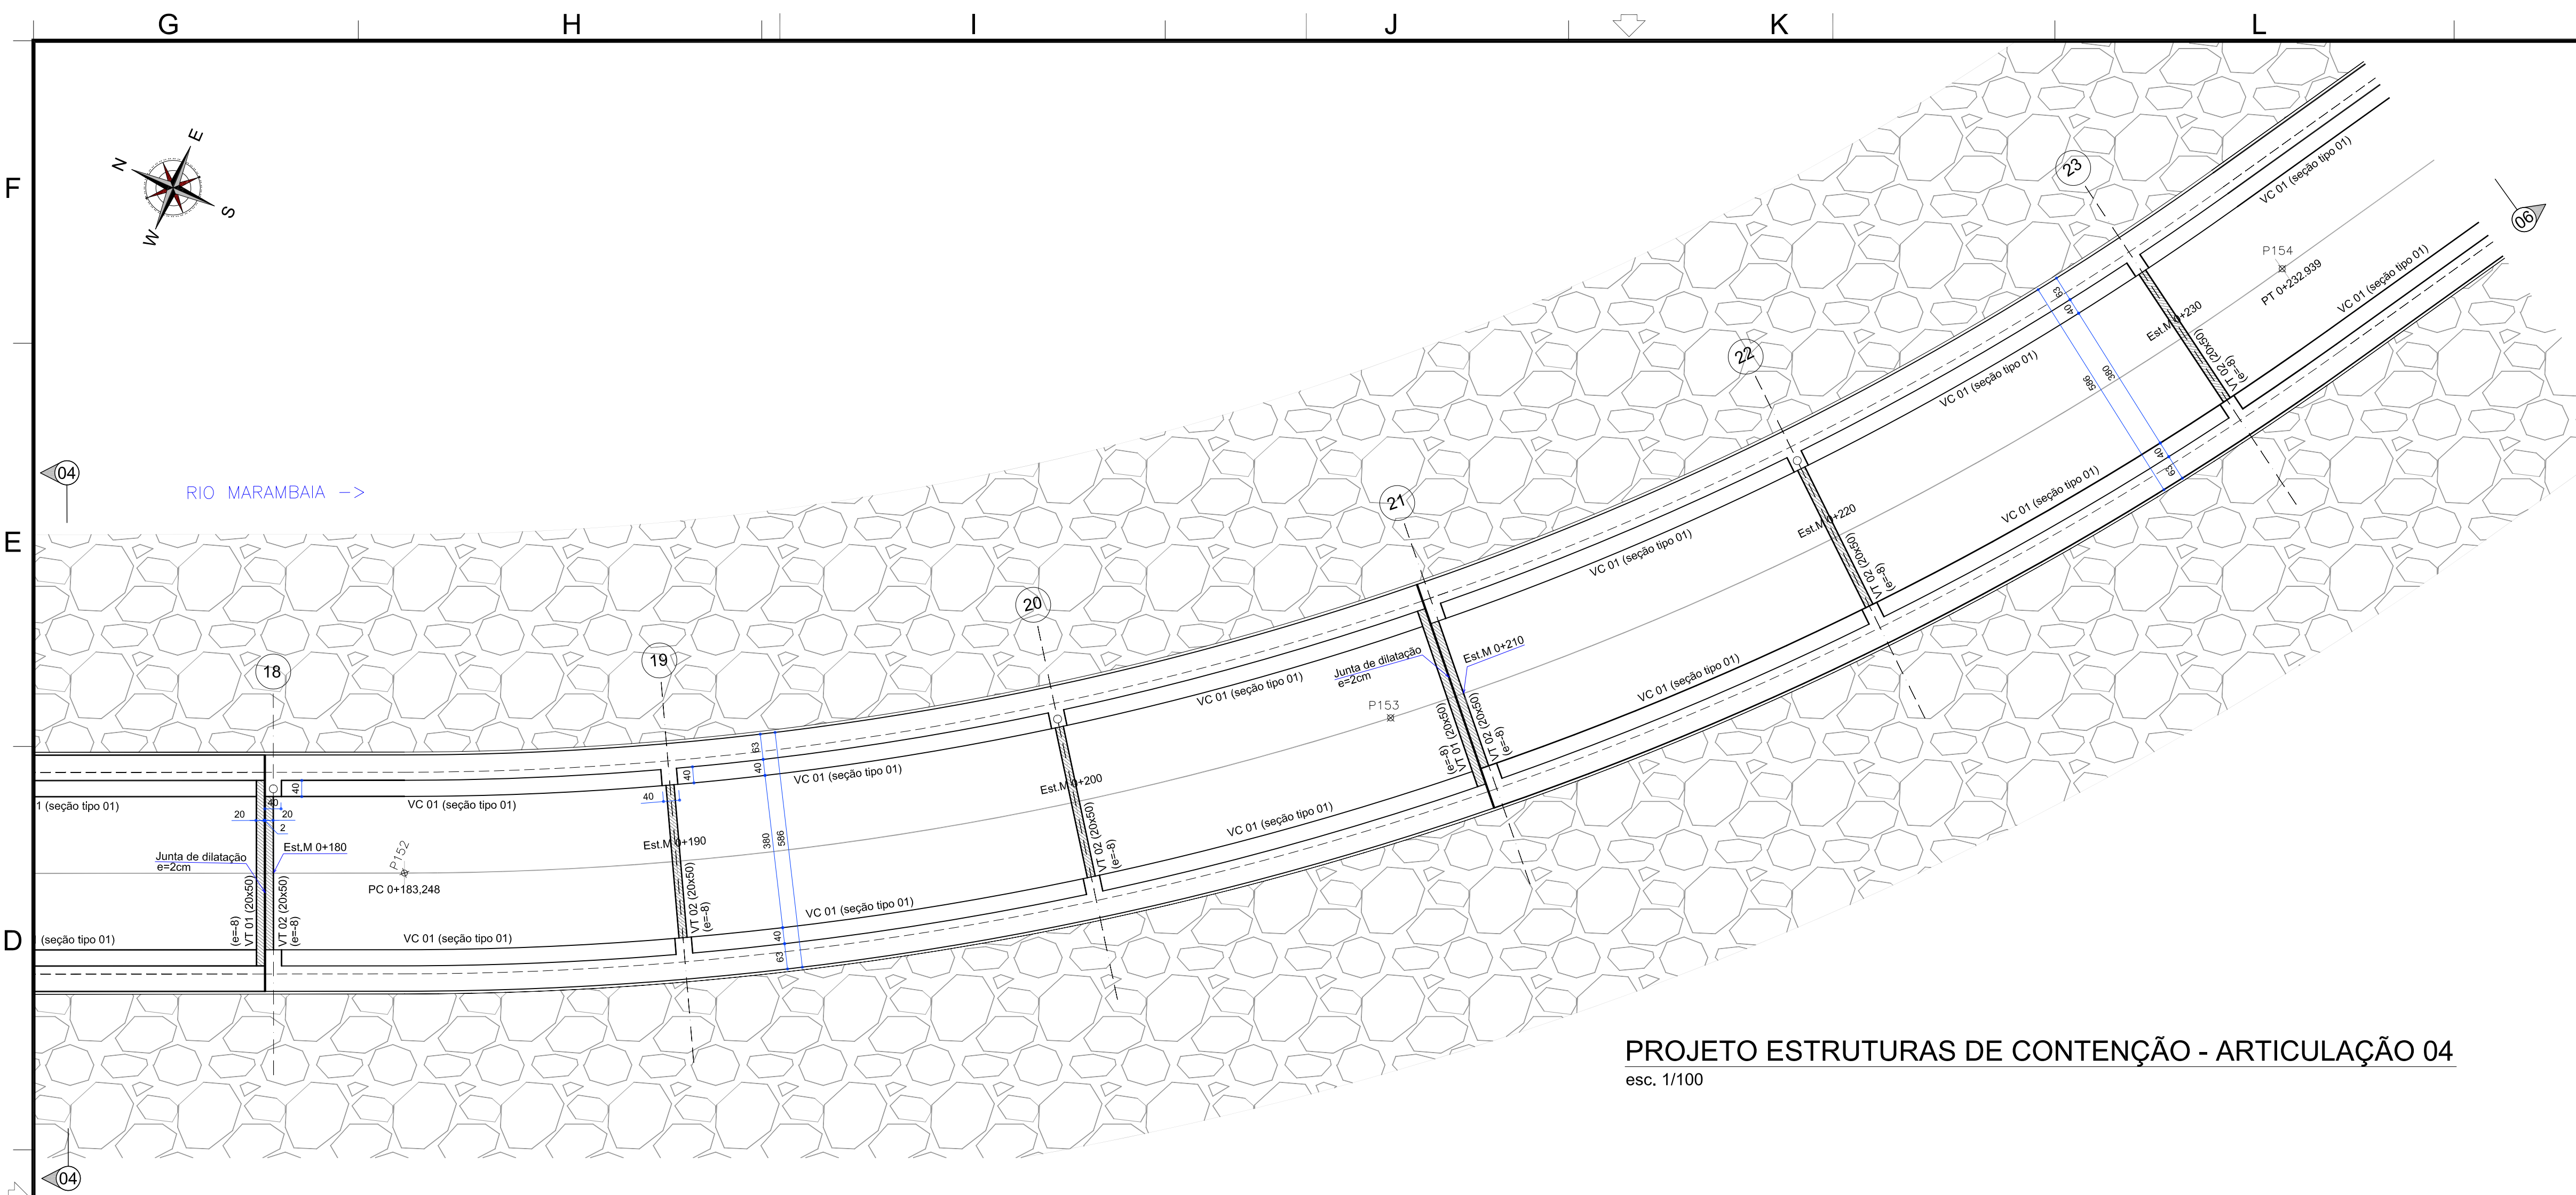 G H I J K L
F
E
D
N
E
S
W
04
RIO MARAMBAIA ->
18
19
20
21
22
23
06
1 (seção tipo 01)
40
40
20
20
2
Junta de dilatação
e=2cm
Est.M 0+180
(e=-8)
VT 01 (20x50)
VT 02 (20x50)
(e=-8)
(seção tipo 01)
VC 01 (seção tipo 01)
P152
PC 0+183,248
VC 01 (seção tipo 01)
40
40
Est.M 0+190
VT 02 (20x50)
(e=-8)
63
40
380
586
40
63
VC 01 (seção tipo 01)
VC 01 (seção tipo 01)
Est.M 0+200
VT 02 (20x50)
(e=-8)
VC 01 (seção tipo 01)
VC 01 (seção tipo 01)
Junta de dilatação
e=2cm
P153
Est.M 0+210
(e=-8)
VT 01 (20x50)
VT 02 (20x50)
(e=-8)
VC 01 (seção tipo 01)
VC 01 (seção tipo 01)
Est.M 0+220
VT 02 (20x50)
(e=-8)
VC 01 (seção tipo 01)
VC 01 (seção tipo 01)
63
40
380
586
40
63
Est.M 0+230
VT 02 (20x50)
(e=-8)
VC 01 (seção tipo 01)
P154
PT 0+232.939
VC 01 (seção tipo 01)
PROJETO ESTRUTURAS DE CONTENÇÃO - ARTICULAÇÃO 04
esc. 1/100
04